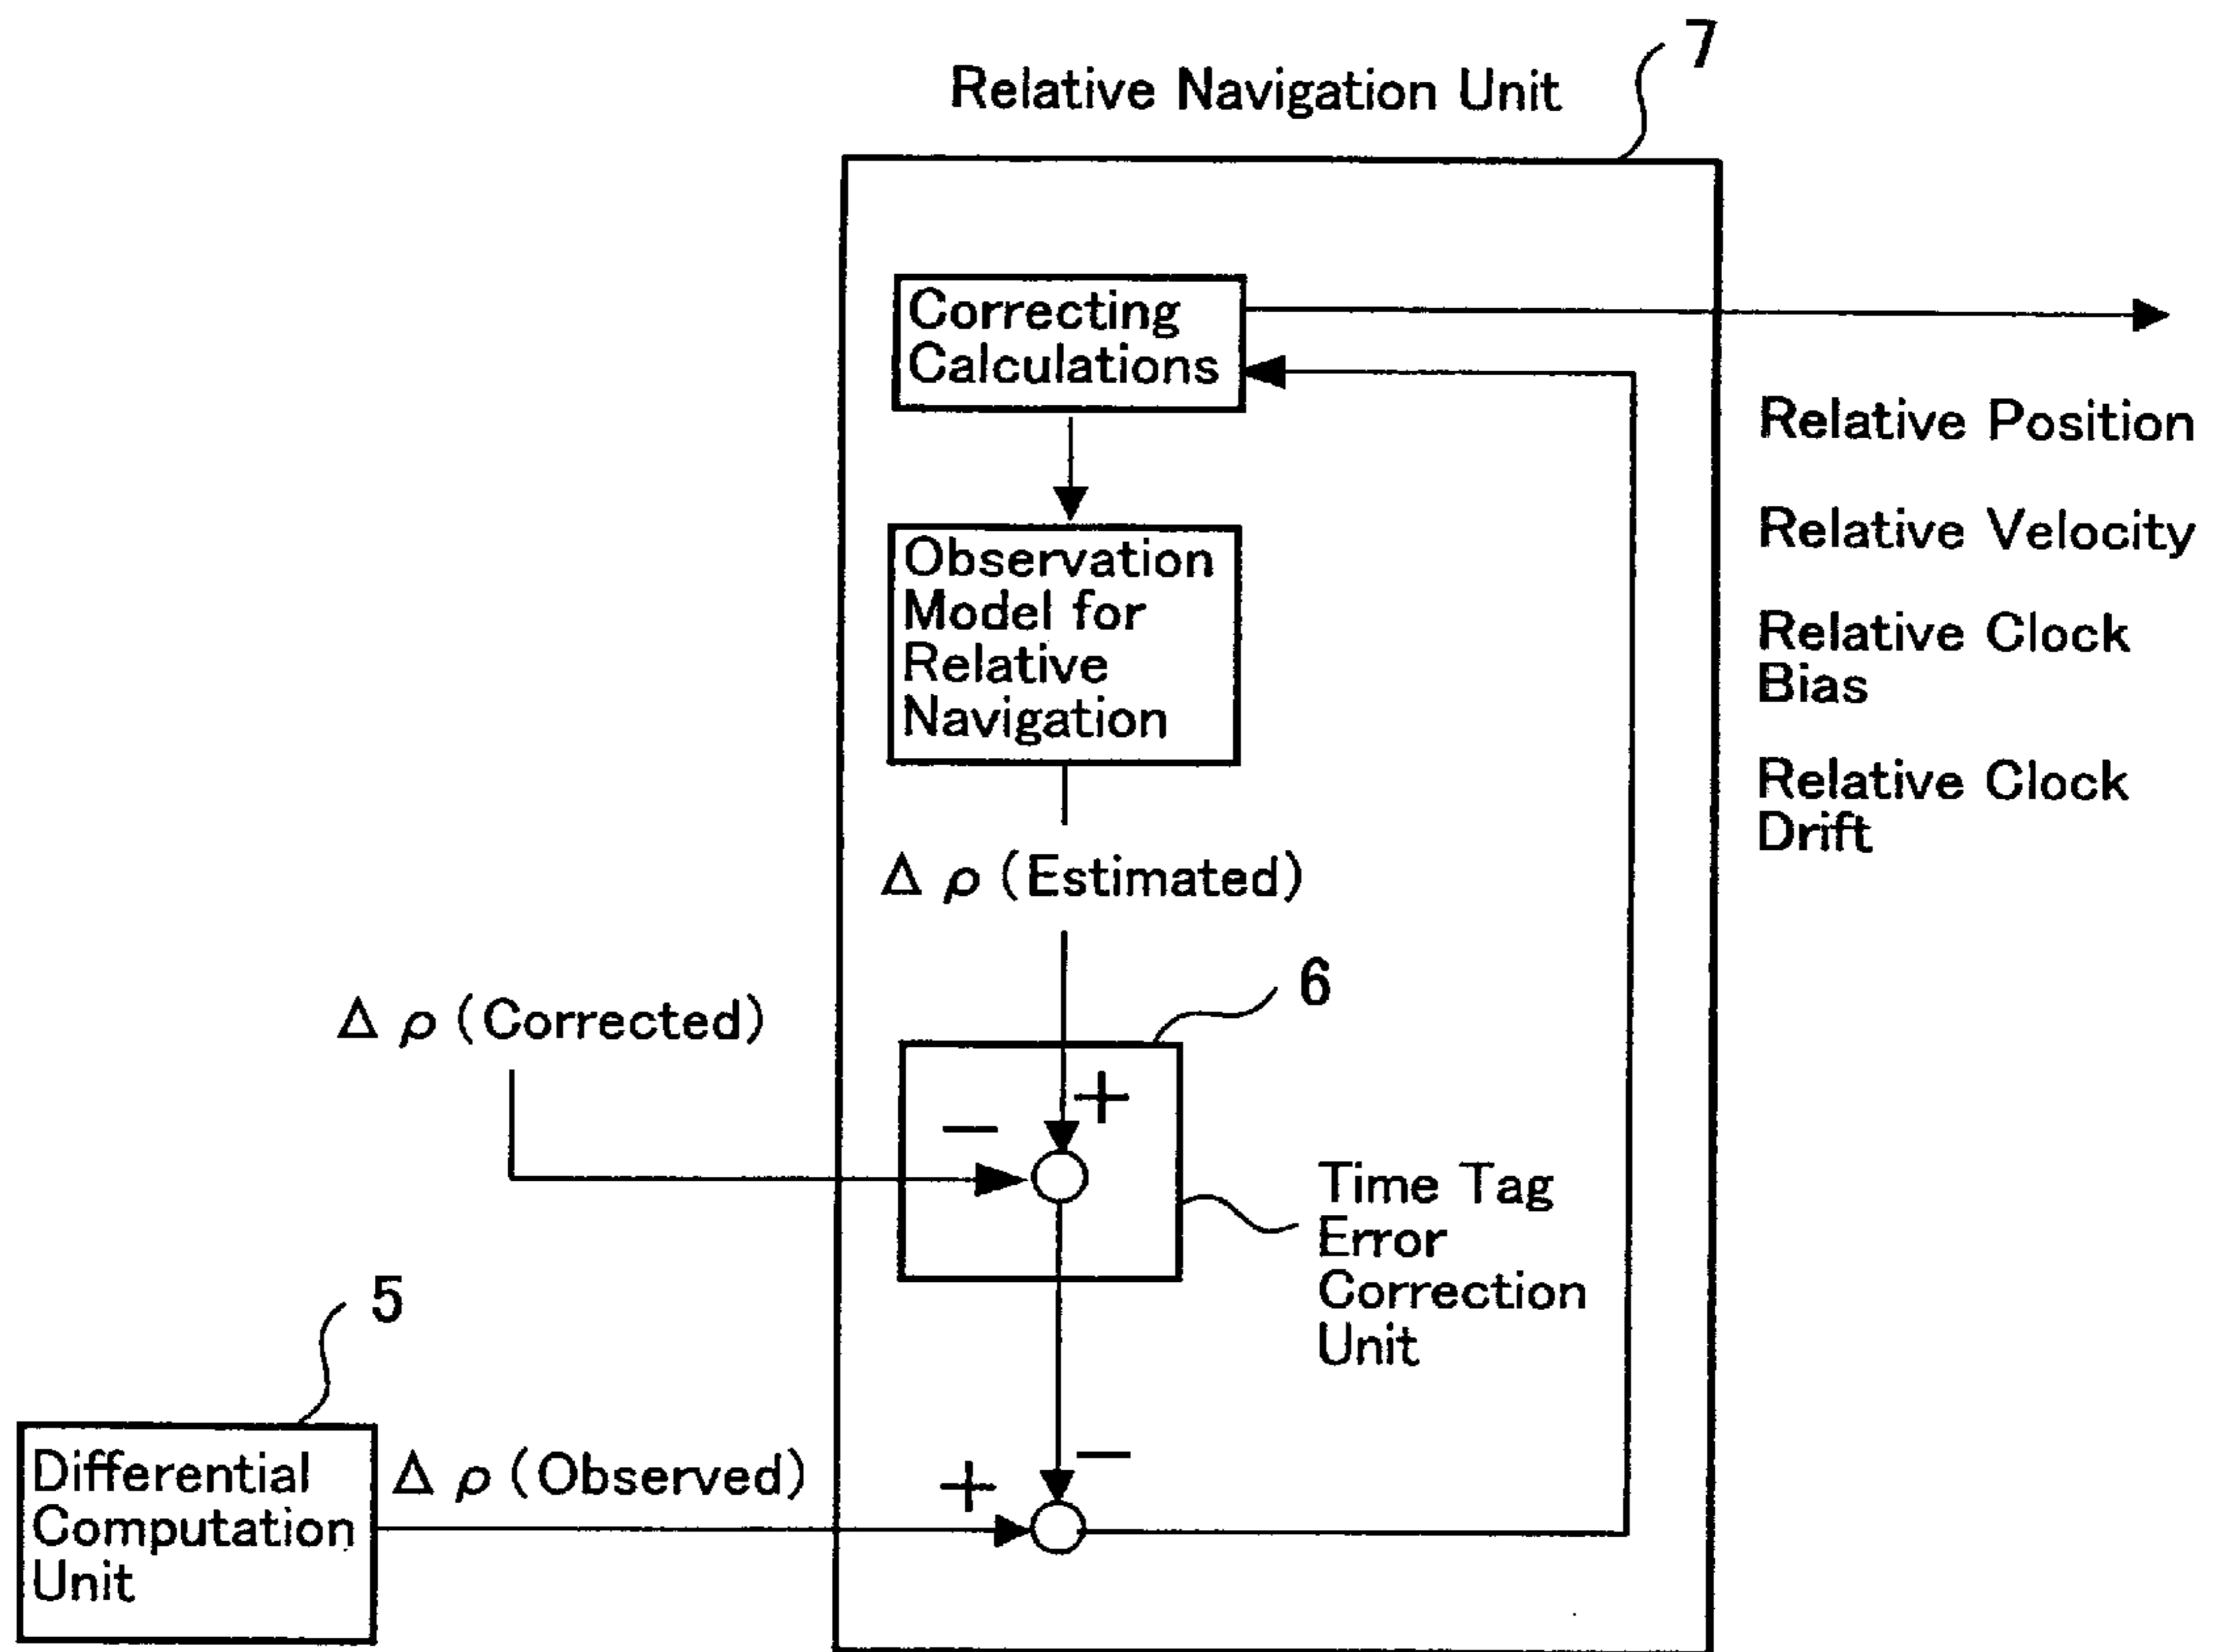 7
Relative Navigation Unit
Correcting
Calculations
Relative Position
Observation
Model for
Relative
Navigation
Relative Velocity
Relative Clock
Bias
Relative Clock
Drift
Δ ρ (Estimated)
6
Δ ρ (Corrected)
+
−
Time Tag
Error
Correction
Unit
5
Differential
Computation
Unit
Δ ρ (Observed)
+
−